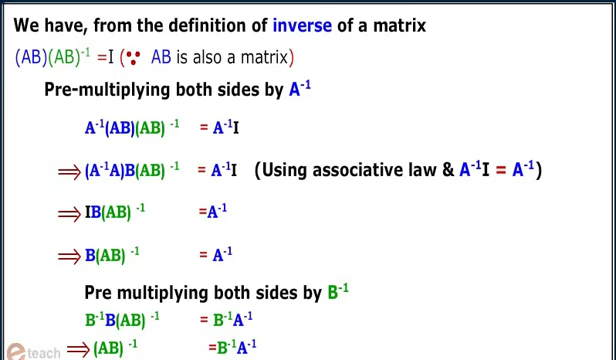 We have, from the definition of inverse of a matrix
(AB)(AB)⁻¹ =I (∵ AB is also a matrix)
Pre-multiplying both sides by A⁻¹
A⁻¹(AB)(AB) ⁻¹ = A⁻¹I
⟹ (A⁻¹A)B(AB) ⁻¹ = A⁻¹I (Using associative law & A⁻¹I = A⁻¹)
⟹ IB(AB) ⁻¹ =A⁻¹
⟹ B(AB) ⁻¹ = A⁻¹
Pre multiplying both sides by B⁻¹
B⁻¹B(AB) ⁻¹ = B⁻¹A⁻¹
⟹ (AB) ⁻¹ =B⁻¹A⁻¹
eteach